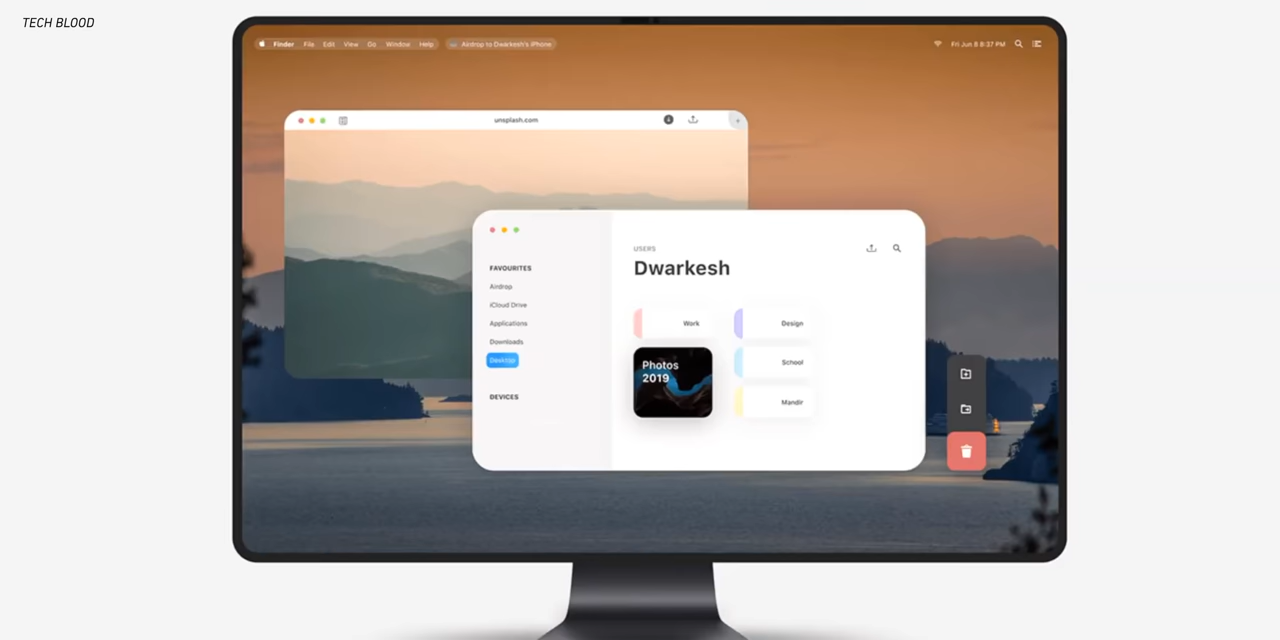 TECH BLOOD
Finder File Edit View Go Window Help Airdrop to Dwarkesh's iPhone
Fri Jun 8 8:37 PM
unsplash.com
FAVOURITES
Airdrop
iCloud Drive
Applications
Downloads
Desktop
DEVICES
USERS
Dwarkesh
Work
Design
Photos
2019
School
Mandir